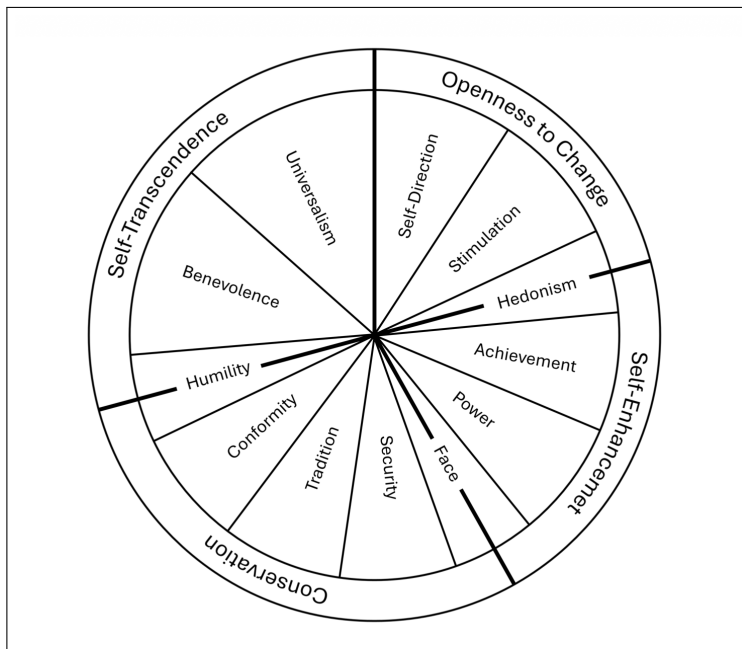 Openness to Change
Self-Enhancemet
Conservation
Self-Transcendence
Self-Direction
Stimulation
Hedonism
Achievement
Power
Face
Security
Tradition
Conformity
Humility
Benevolence
Universalism